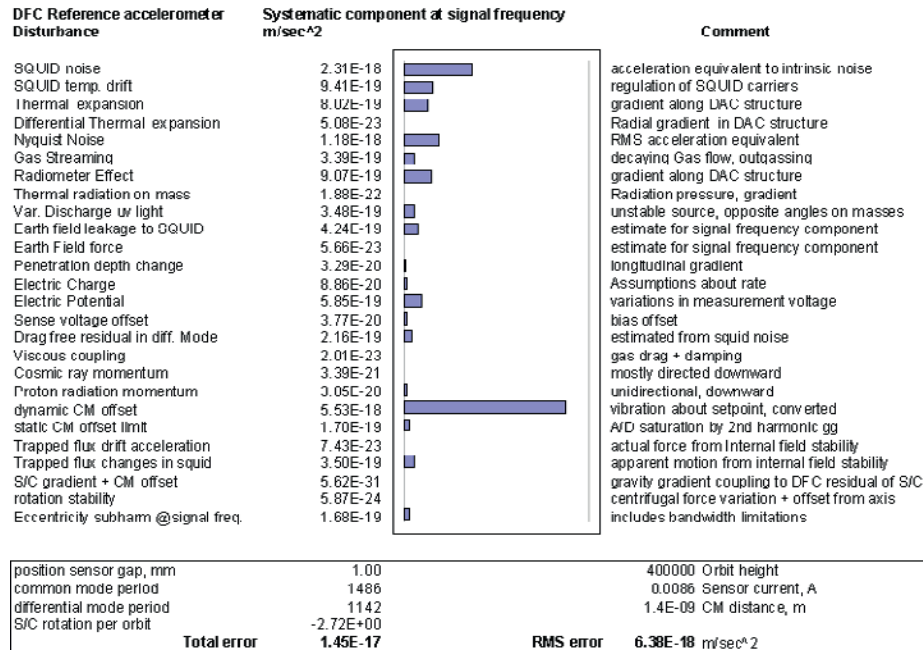 DFC Reference accelerometer Systematic component at signal frequency
Disturbance m/sec^2 Comment
SQUID noise 2.31E-18 acceleration equivalent to intrinsic noise
SQUID temp. drift 9.41E-19 regulation of SQUID carriers
Thermal expansion 8.02E-19 gradient along DAC structure
Differential Thermal expansion 5.08E-23 Radial gradient in DAC structure
Nyquist Noise 1.18E-18 RMS acceleration equivalent
Gas Streaming 3.39E-19 decaying Gas flow, outgassing
Radiometer Effect 9.07E-19 gradient along DAC structure
Thermal radiation on mass 1.88E-22 Radiation pressure, gradient
Var. Discharge uv light 3.48E-19 unstable source, opposite angles on masses
Earth field leakage to SQUID 4.24E-19 estimate for signal frequency component
Earth Field force 5.66E-23 estimate for signal frequency component
Penetration depth change 3.29E-20 longitudinal gradient
Electric Charge 8.86E-20 Assumptions about rate
Electric Potential 5.85E-19 variations in measurement voltage
Sense voltage offset 3.77E-20 bias offset
Drag free residual in diff. Mode 2.16E-19 estimated from squid noise
Viscous coupling 2.01E-23 gas drag + damping
Cosmic ray momentum 3.39E-21 mostly directed downward
Proton radiation momentum 3.05E-20 unidirectional, downward
dynamic CM offset 5.53E-18 vibration about setpoint, converted
static CM offset limit 1.70E-19 A/D saturation by 2nd harmonic gg
Trapped flux drift acceleration 7.43E-23 actual force from Internal field stability
Trapped flux changes in squid 3.50E-19 apparent motion from internal field stability
S/C gradient + CM offset 5.62E-31 gravity gradient coupling to DFC residual of S/C
rotation stability 5.87E-24 centrifugal force variation + offset from axis
Eccentricity subharm @signal freq. 1.68E-19 includes bandwidth limitations
position sensor gap, mm 1.00 400000 Orbit height
common mode period 1486 0.0086 Sensor current, A
differential mode period 1142 1.4E-09 CM distance, m
S/C rotation per orbit -2.72E+00
Total error 1.45E-17 RMS error 6.38E-18 m/sec^2